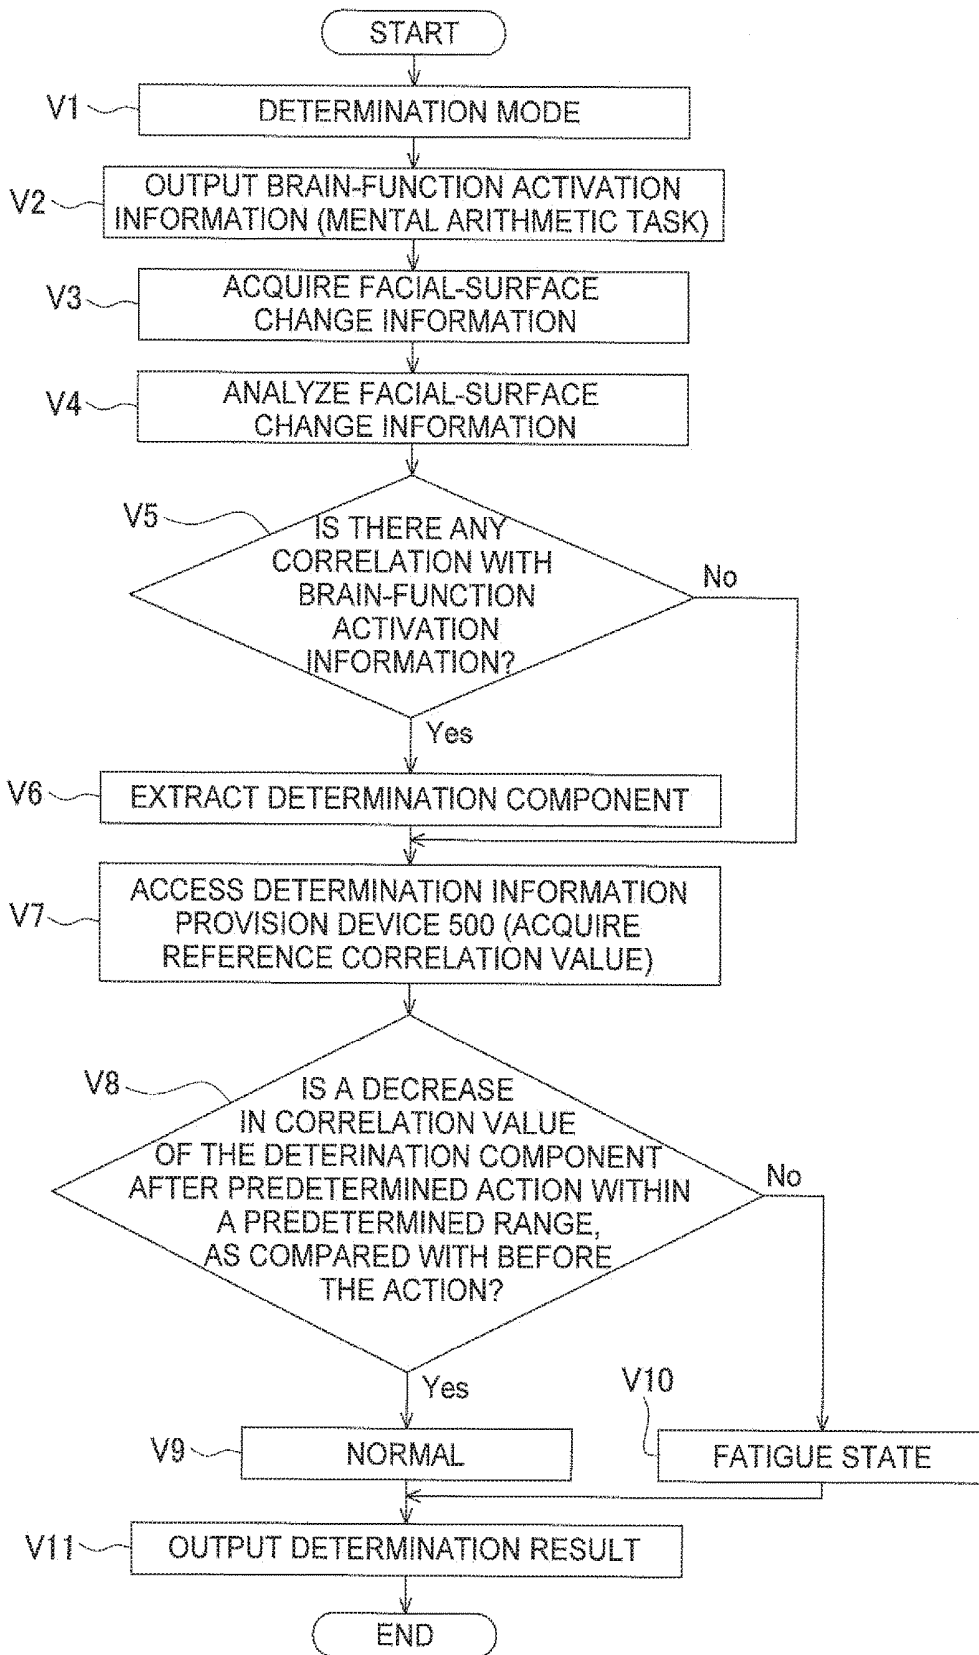 START
V1
DETERMINATION MODE
V2
OUTPUT BRAIN-FUNCTION ACTIVATION
INFORMATION (MENTAL ARITHMETIC TASK)
V3
ACQUIRE FACIAL-SURFACE
CHANGE INFORMATION
V4
ANALYZE FACIAL-SURFACE
CHANGE INFORMATION
V5
IS THERE ANY
CORRELATION WITH
BRAIN-FUNCTION
ACTIVATION
INFORMATION?
No
Yes
V6
EXTRACT DETERMINATION COMPONENT
V7
ACCESS DETERMINATION INFORMATION
PROVISION DEVICE 500 (ACQUIRE
REFERENCE CORRELATION VALUE)
V8
IS A DECREASE
IN CORRELATION VALUE
OF THE DETERINATION COMPONENT
AFTER PREDETERMINED ACTION WITHIN
A PREDETERMINED RANGE,
AS COMPARED WITH BEFORE
THE ACTION?
No
Yes
V9
NORMAL
V10
FATIGUE STATE
V11
OUTPUT DETERMINATION RESULT
END